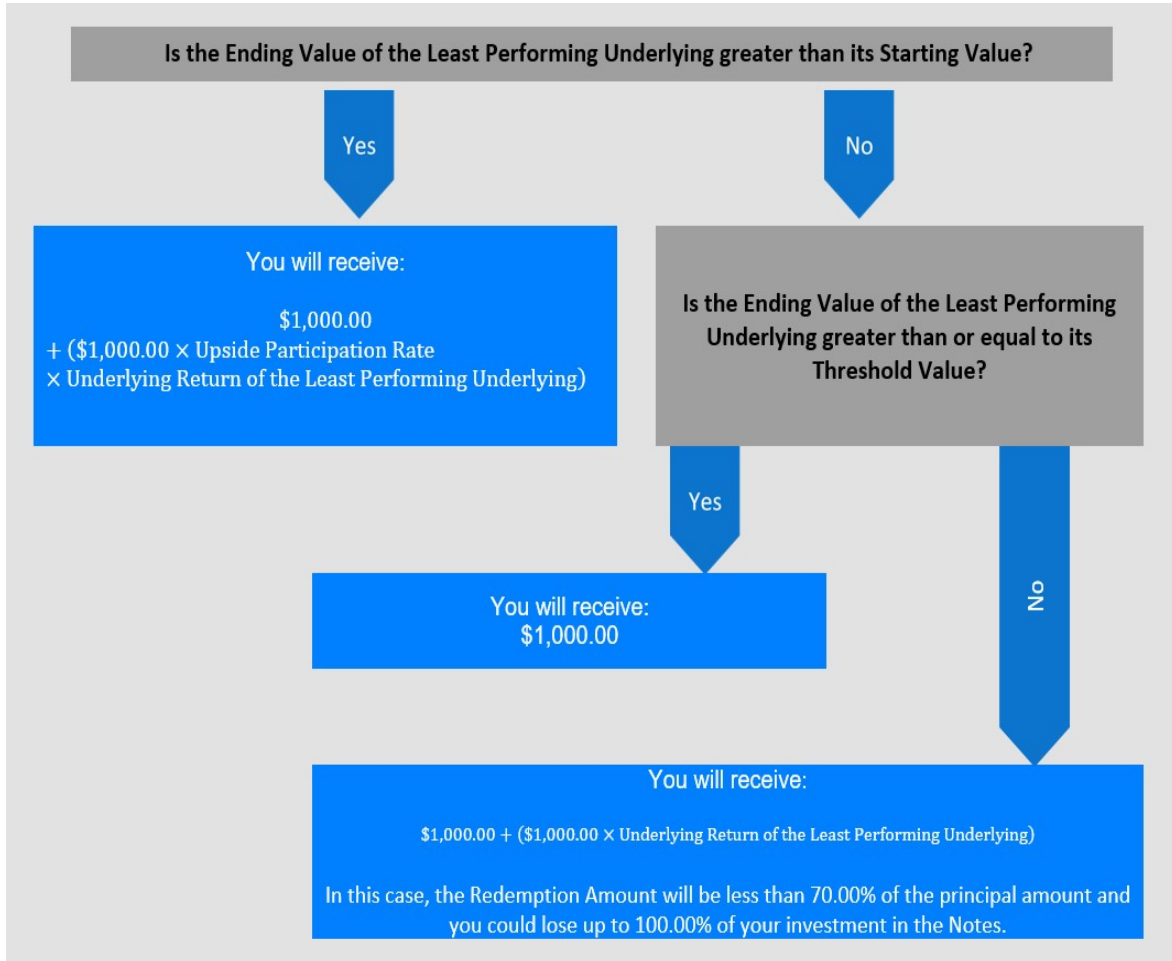 Is the Ending Value of the Least Performing Underlying greater than its Starting Value?
Yes
No
You will receive:
$1,000.00
+ ($1,000.00 × Upside Participation Rate
× Underlying Return of the Least Performing Underlying)
Is the Ending Value of the Least Performing
Underlying greater than or equal to its
Threshold Value?
Yes
No
You will receive:
$1,000.00
You will receive:
$1,000.00 + ($1,000.00 × Underlying Return of the Least Performing Underlying)
In this case, the Redemption Amount will be less than 70.00% of the principal amount and
you could lose up to 100.00% of your investment in the Notes.